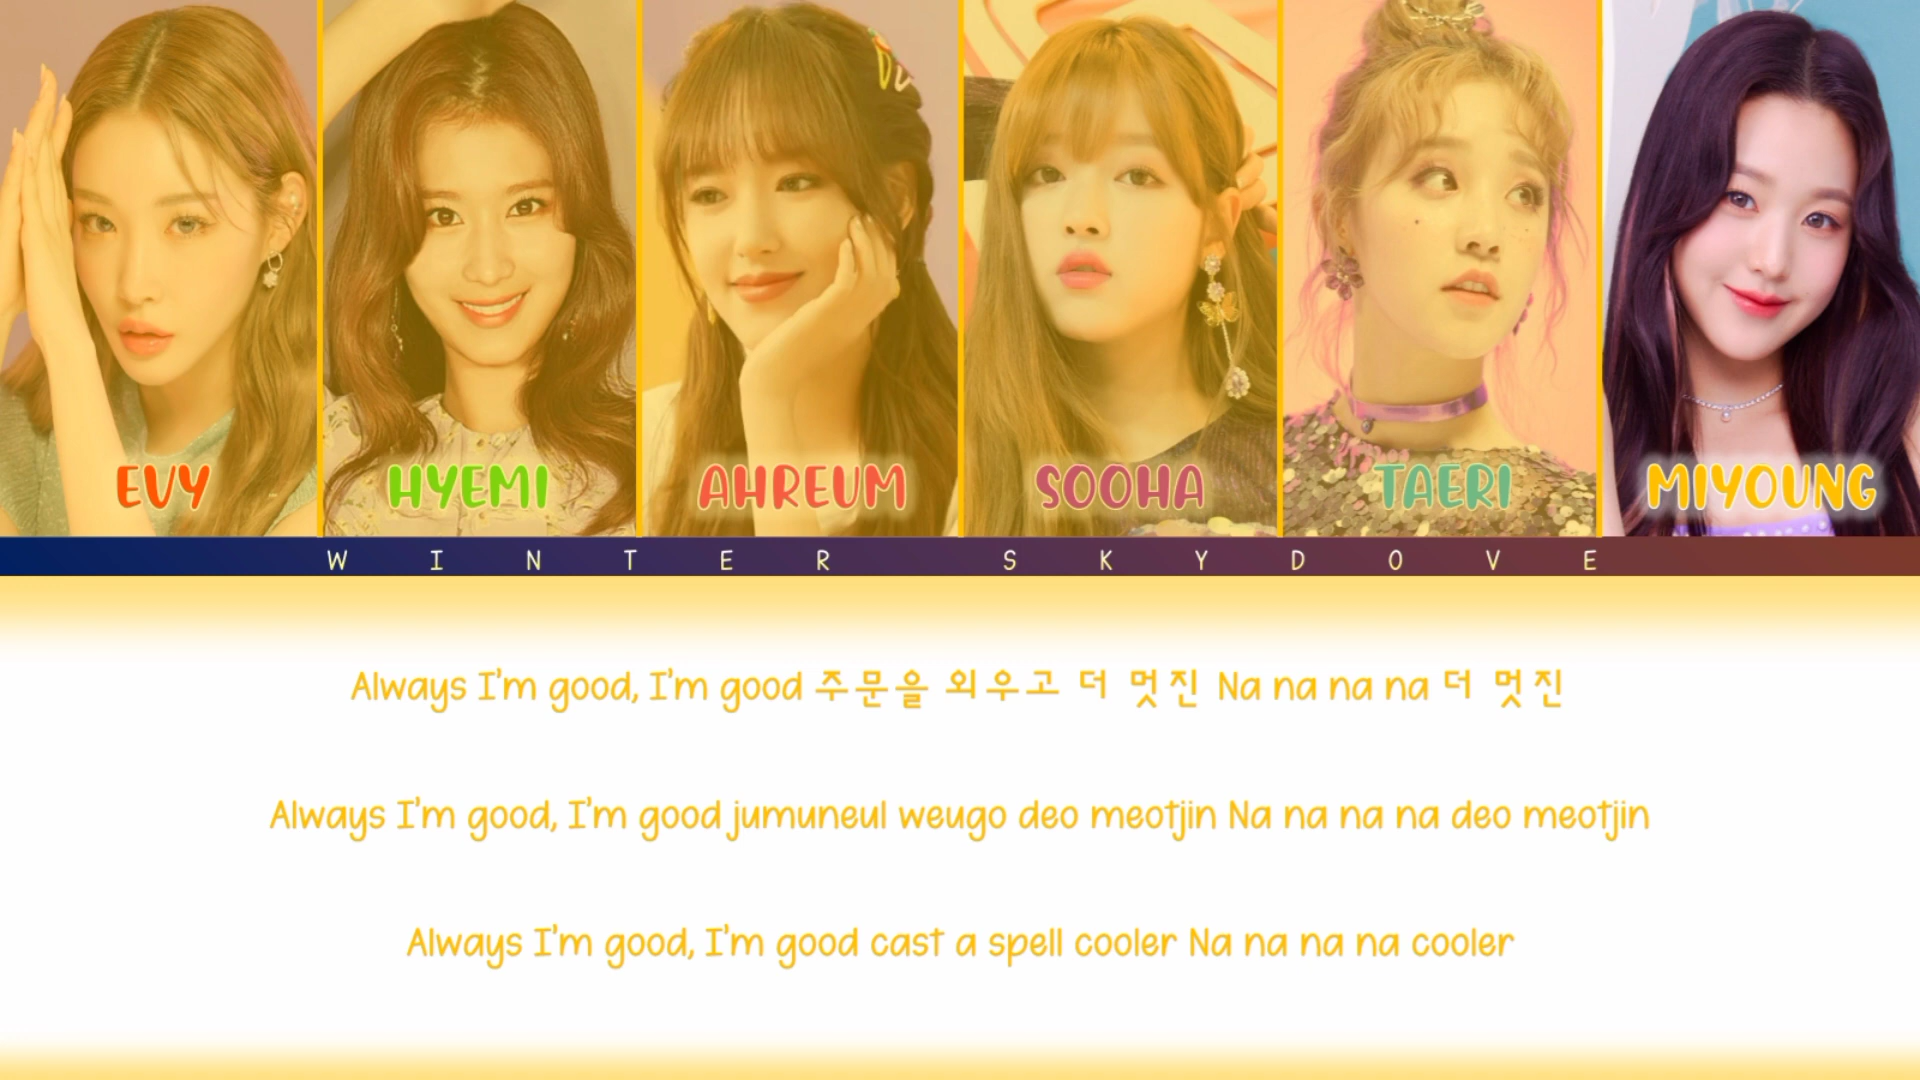 EVY
HYEMI
AHREUM
SOOHA
TAERI
MIYOUNG
WINTER SKYDOVE
Always I'm good, I'm good 주문을 외우고 더 멋진 Na na na na 더 멋진
Always I'm good, I'm good jumuneul weugo deo meotjin Na na na na deo meotjin
Always I'm good, I'm good cast a spell cooler Na na na na cooler